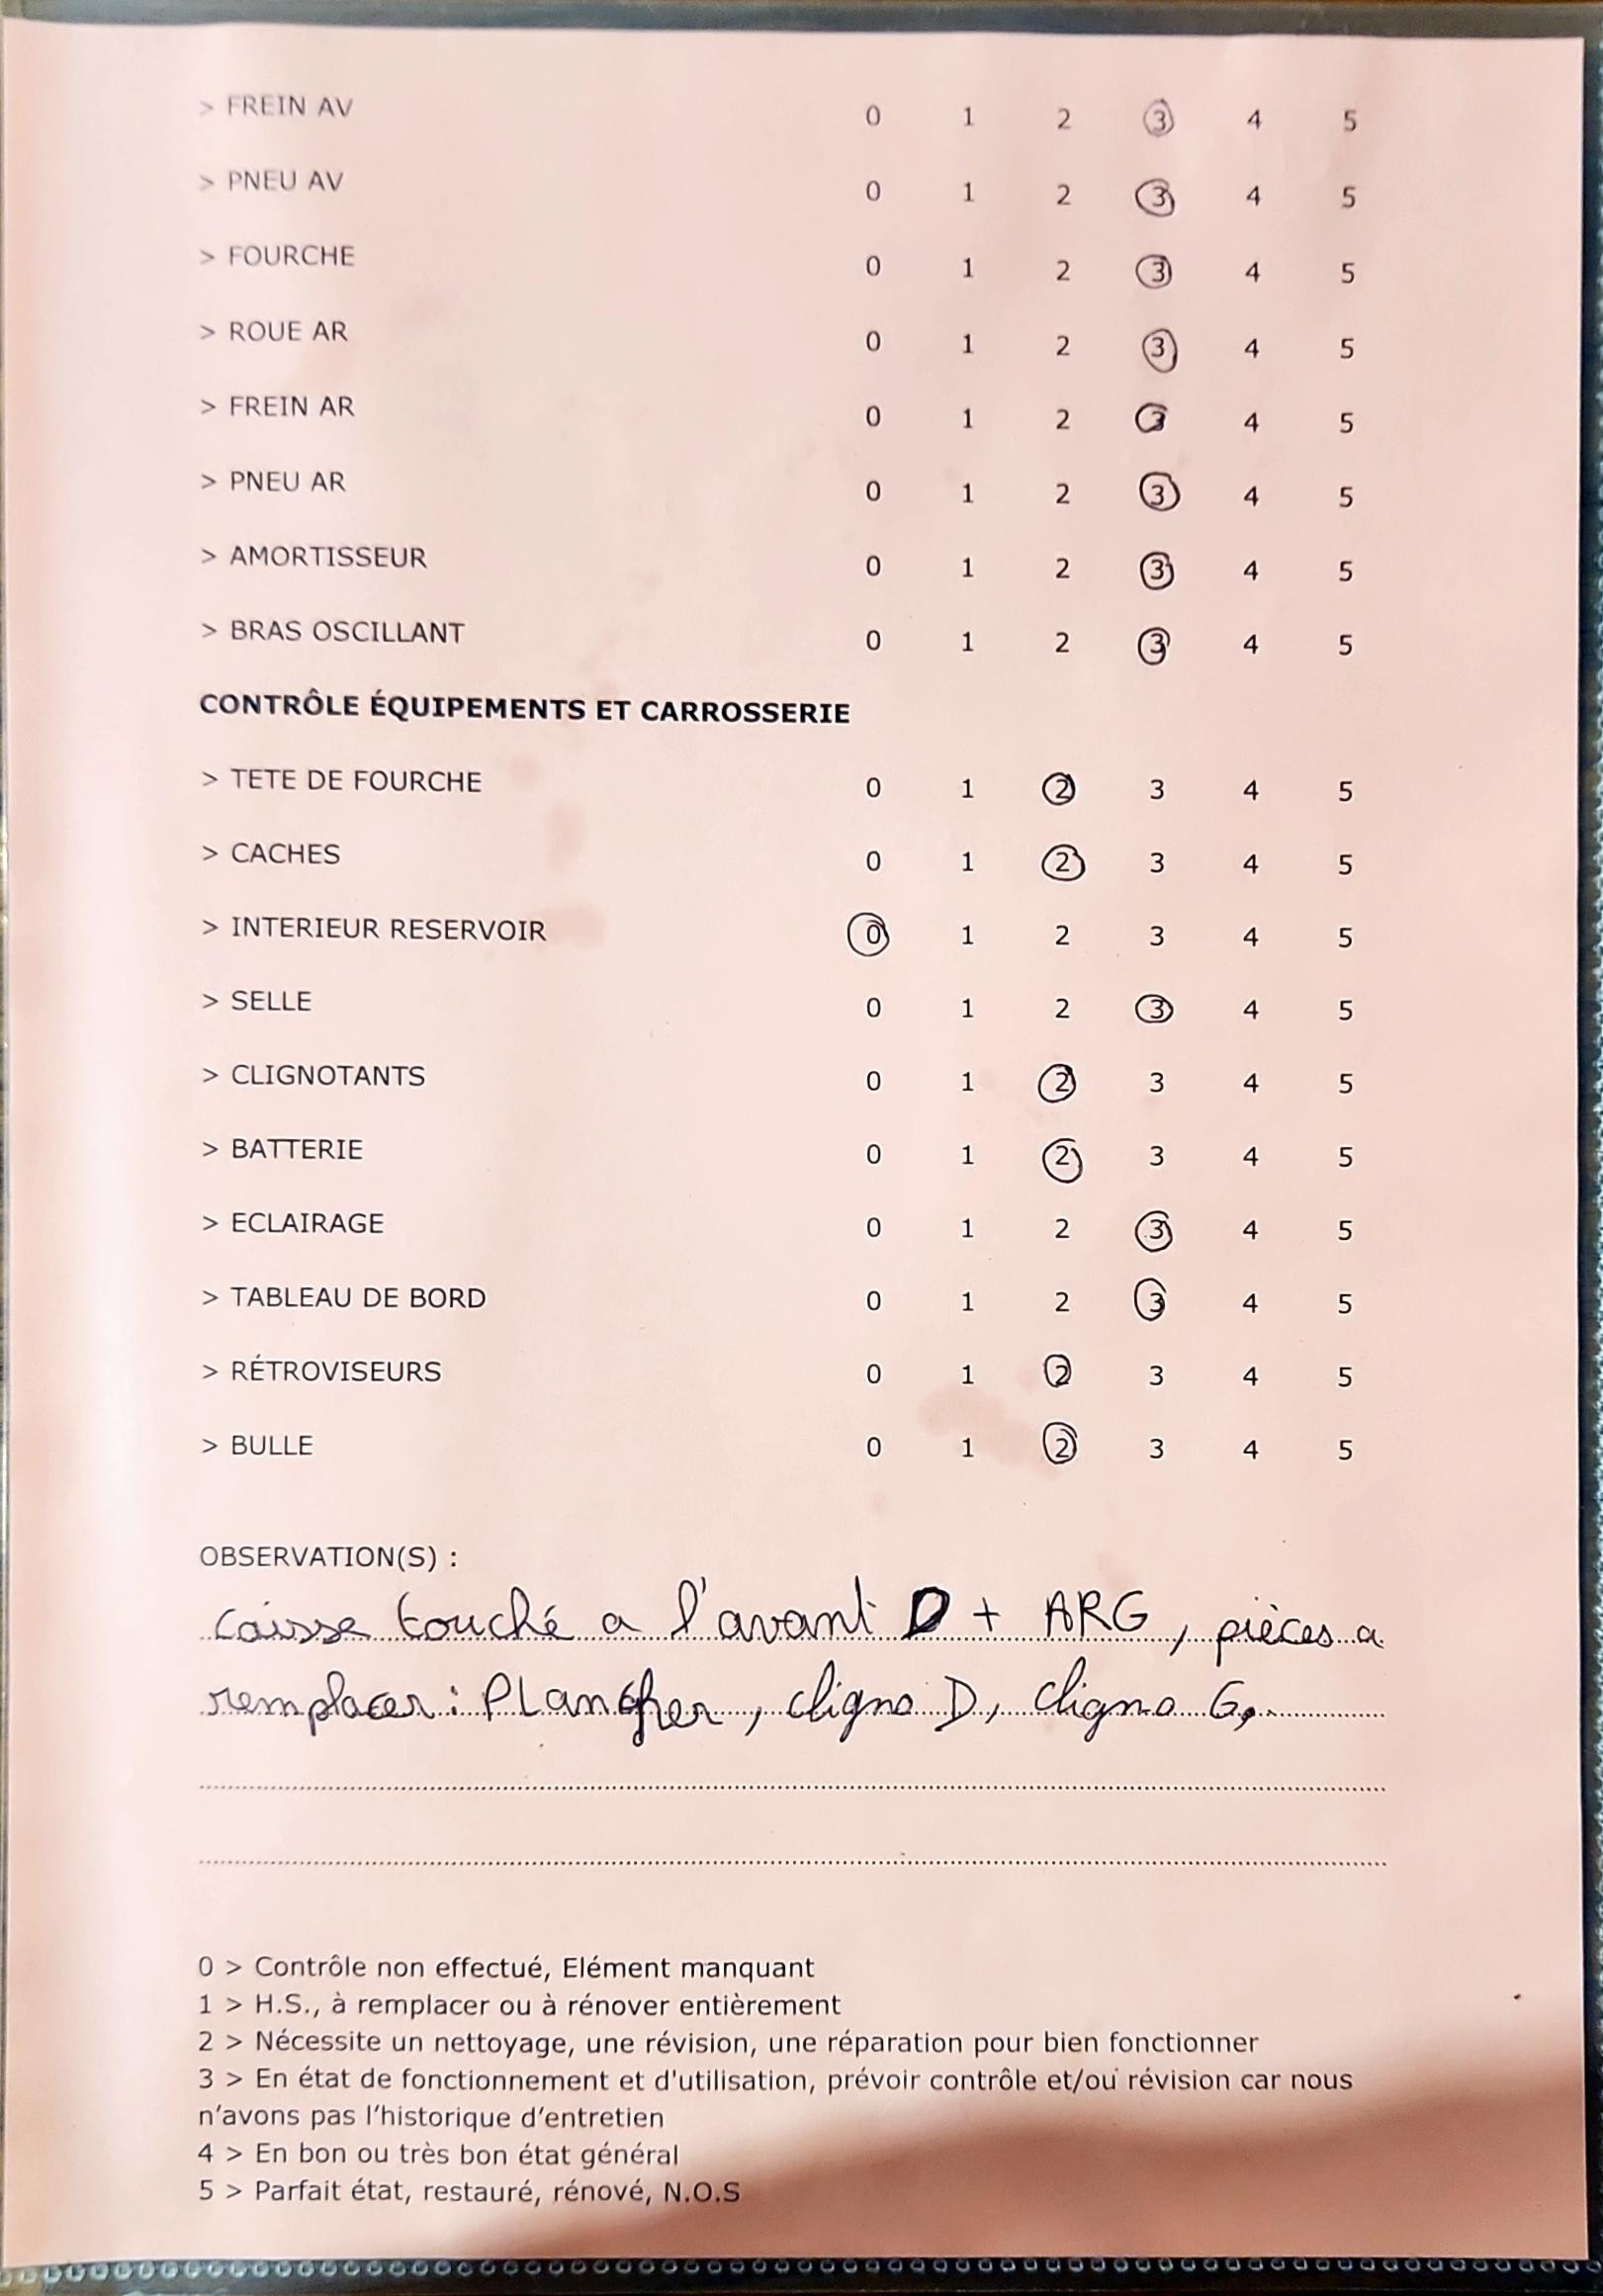 > FREIN AV 0 1 2 3 4 5
> PNEU AV 0 1 2 3 4 5
> FOURCHE 0 1 2 3 4 5
> ROUE AR 0 1 2 3 4 5
> FREIN AR 0 1 2 3 4 5
> PNEU AR 0 1 2 3 4 5
> AMORTISSEUR 0 1 2 3 4 5
> BRAS OSCILLANT 0 1 2 3 4 5
CONTRÔLE ÉQUIPEMENTS ET CARROSSERIE
> TETE DE FOURCHE 0 1 2 3 4 5
> CACHES 0 1 2 3 4 5
> INTERIEUR RESERVOIR 0 1 2 3 4 5
> SELLE 0 1 2 3 4 5
> CLIGNOTANTS 0 1 2 3 4 5
> BATTERIE 0 1 2 3 4 5
> ECLAIRAGE 0 1 2 3 4 5
> TABLEAU DE BORD 0 1 2 3 4 5
> RÉTROVISEURS 0 1 2 3 4 5
> BULLE 0 1 2 3 4 5
OBSERVATION(S) :
caisse touché a l'avant D + ARG, pièces a
remplacer : Plancher, cligno D, cligno G,
0 > Contrôle non effectué, Elément manquant
1 > H.S., à remplacer ou à rénover entièrement
2 > Nécessite un nettoyage, une révision, une réparation pour bien fonctionner
3 > En état de fonctionnement et d'utilisation, prévoir contrôle et/ou révision car nous
n'avons pas l'historique d'entretien
4 > En bon ou très bon état général
5 > Parfait état, restauré, rénové, N.O.S